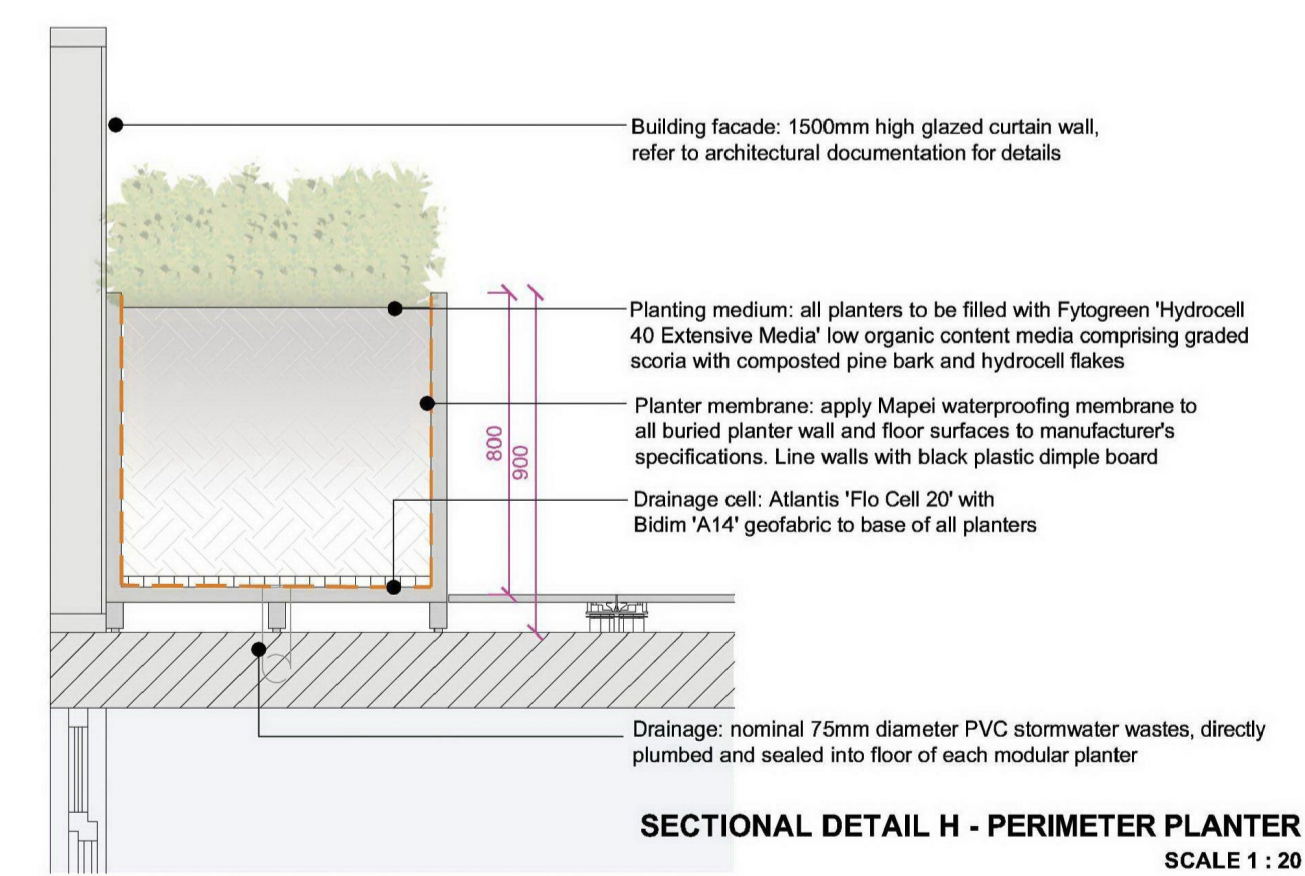 Building facade: 1500mm high glazed curtain wall,
refer to architectural documentation for details
Planting medium: all planters to be filled with Fytogreen 'Hydrocell
40 Extensive Media' low organic content media comprising graded
scoria with composted pine bark and hydrocell flakes
Planter membrane: apply Mapei waterproofing membrane to
all buried planter wall and floor surfaces to manufacturer's
specifications. Line walls with black plastic dimple board
800
900
Drainage cell: Atlantis 'Flo Cell 20' with
Bidim 'A14' geofabric to base of all planters
Drainage: nominal 75mm diameter PVC stormwater wastes, directly
plumbed and sealed into floor of each modular planter
SECTIONAL DETAIL H - PERIMETER PLANTER
SCALE 1 : 20